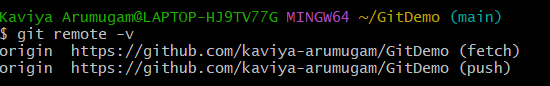 Kaviya Arumugam@LAPTOP-HJ9TV77G MINGW64 ~/GitDemo (main)
$ git remote -v
origin  https://github.com/kaviya-arumugam/GitDemo (fetch)
origin  https://github.com/kaviya-arumugam/GitDemo (push)